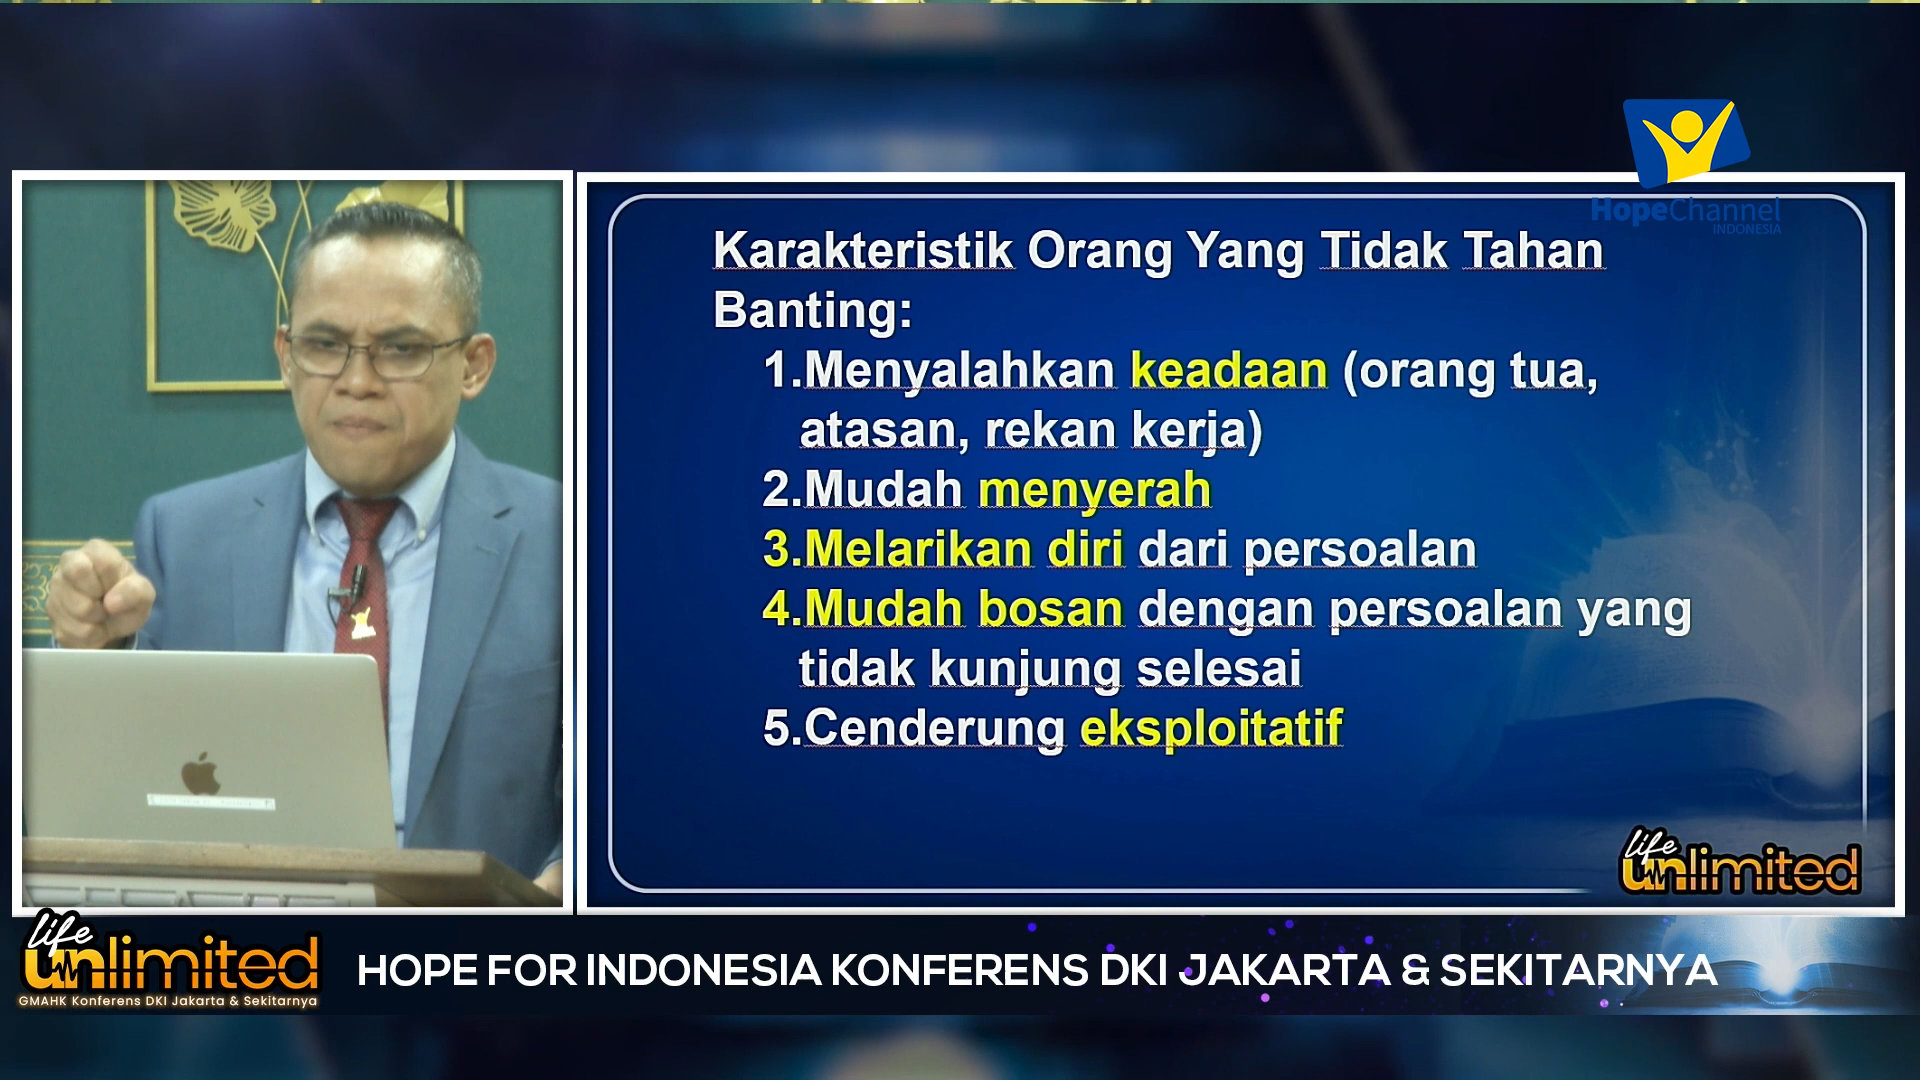 HopeChannel
INDONESIA
Karakteristik Orang Yang Tidak Tahan
Banting:
1.Menyalahkan keadaan (orang tua,
atasan, rekan kerja)
2.Mudah menyerah
3.Melarikan diri dari persoalan
4.Mudah bosan dengan persoalan yang
tidak kunjung selesai
5.Cenderung eksploitatif
life
unlimited
life
unlimited
GMAHK Konferens DKI Jakarta & Sekitarnya
HOPE FOR INDONESIA KONFERENS DKI JAKARTA & SEKITARNYA